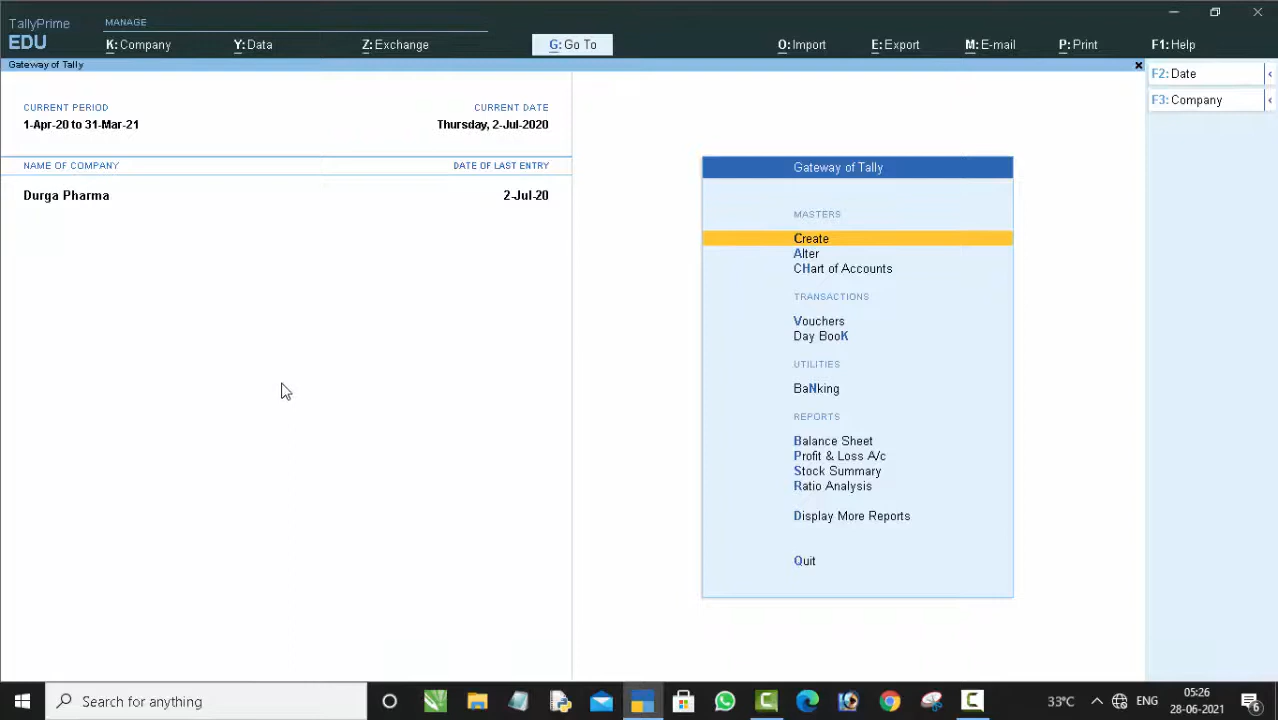 TallyPrime
EDU
MANAGE
K: Company
Y: Data
Z: Exchange
G: Go To
O: Import
E: Export
M: E-mail
P: Print
F1: Help
Gateway of Tally
F2: Date
F3: Company
CURRENT PERIOD
CURRENT DATE
1-Apr-20 to 31-Mar-21
Thursday, 2-Jul-2020
NAME OF COMPANY
DATE OF LAST ENTRY
Durga Pharma
2-Jul-20
Gateway of Tally
MASTERS
Create
Alter
CHart of Accounts
TRANSACTIONS
Vouchers
Day BooK
UTILITIES
BaNking
REPORTS
Balance Sheet
Profit & Loss A/c
Stock Summary
Ratio Analysis
Display More Reports
Quit
Search for anything
33°C
ENG
05:26
28-06-2021
6